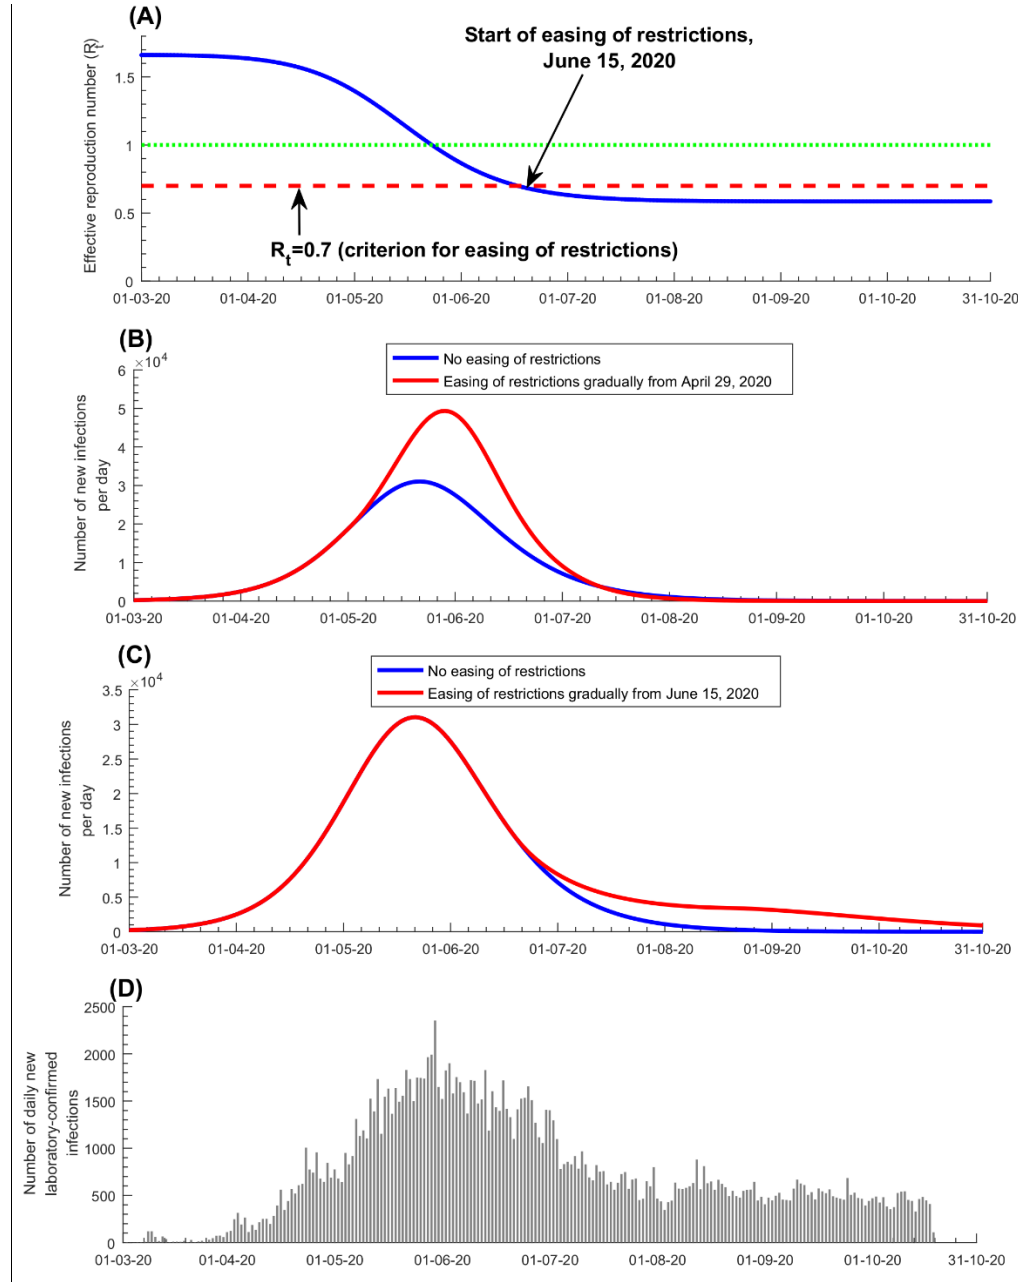 (A)
Effective reproduction number (Rt)
Start of easing of restrictions,
June 15, 2020
1.5
1
0.5
0
Rt=0.7 (criterion for easing of restrictions)
01-03-20 01-04-20 01-05-20 01-06-20 01-07-20 01-08-20 01-09-20 01-10-20 31-10-20
(B)
×10^4
No easing of restrictions
Easing of restrictions gradually from April 29, 2020
Number of new infections
per day
6
5
4
3
2
1
0
01-03-20 01-04-20 01-05-20 01-06-20 01-07-20 01-08-20 01-09-20 01-10-20 31-10-20
(C)
×10^4
No easing of restrictions
Easing of restrictions gradually from June 15, 2020
Number of new infections
per day
3.5
3
2.5
2
1.5
1
0.5
0
01-03-20 01-04-20 01-05-20 01-06-20 01-07-20 01-08-20 01-09-20 01-10-20 31-10-20
(D)
Number of daily new
laboratory-confirmed
infections
2500
2000
1500
1000
500
0
01-03-20 01-04-20 01-05-20 01-06-20 01-07-20 01-08-20 01-09-20 01-10-20 31-10-20